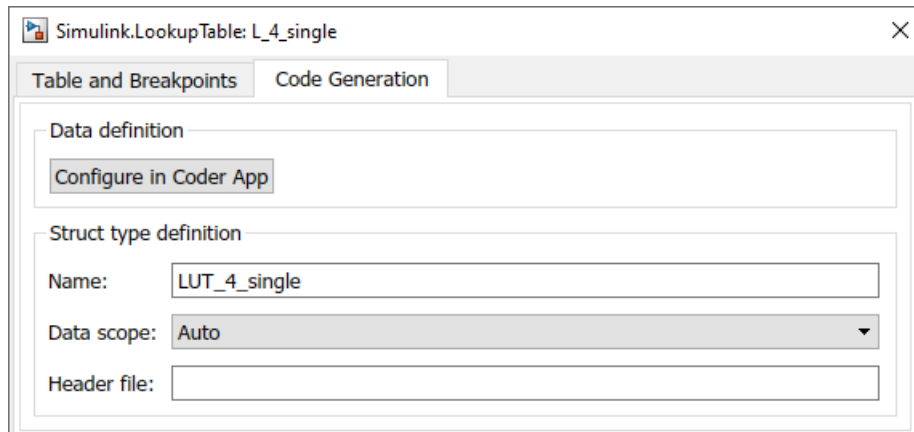 Simulink.LookupTable: L_4_single
Table and Breakpoints Code Generation
Data definition
Configure in Coder App
Struct type definition
Name: LUT_4_single
Data scope: Auto
Header file: